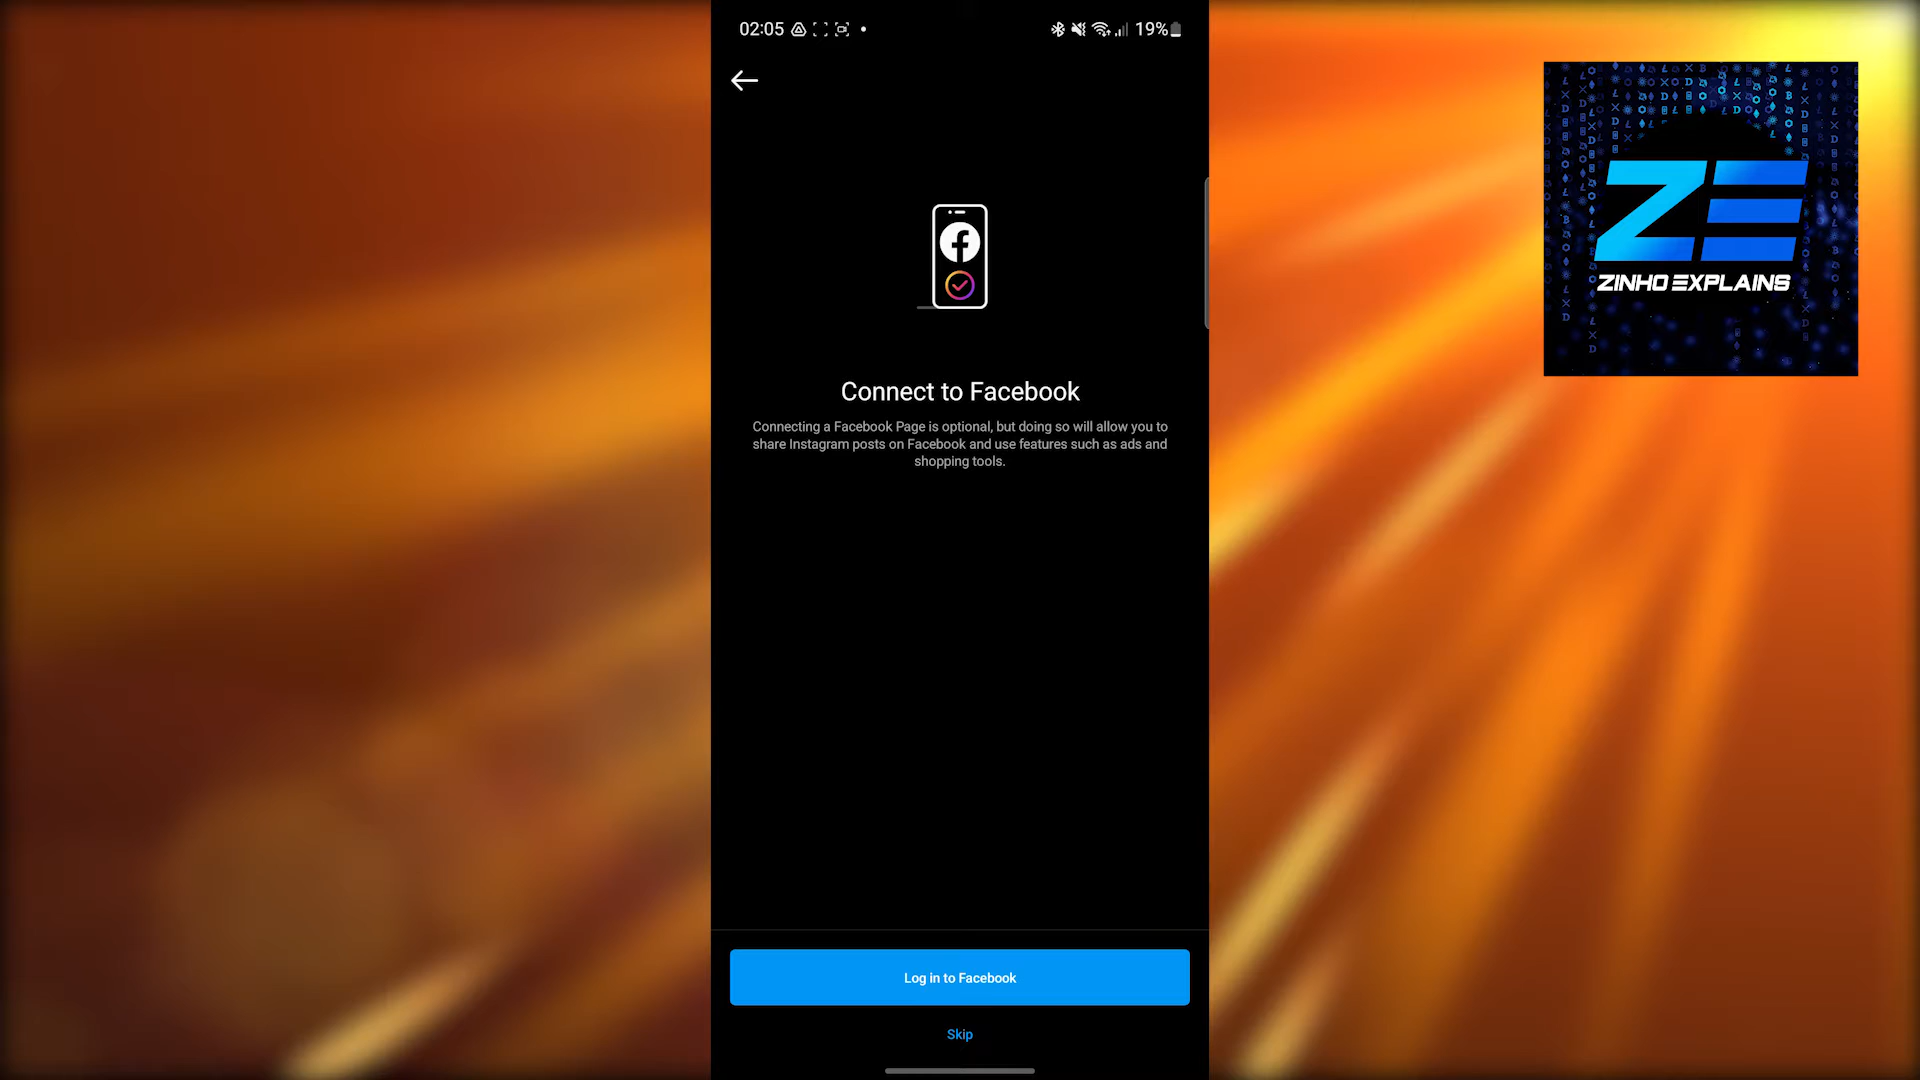 02:05
19%
Connect to Facebook
Connecting a Facebook Page is optional, but doing so will allow you to
share Instagram posts on Facebook and use features such as ads and
shopping tools.
Log in to Facebook
Skip
ZE
ZINHO EXPLAINS